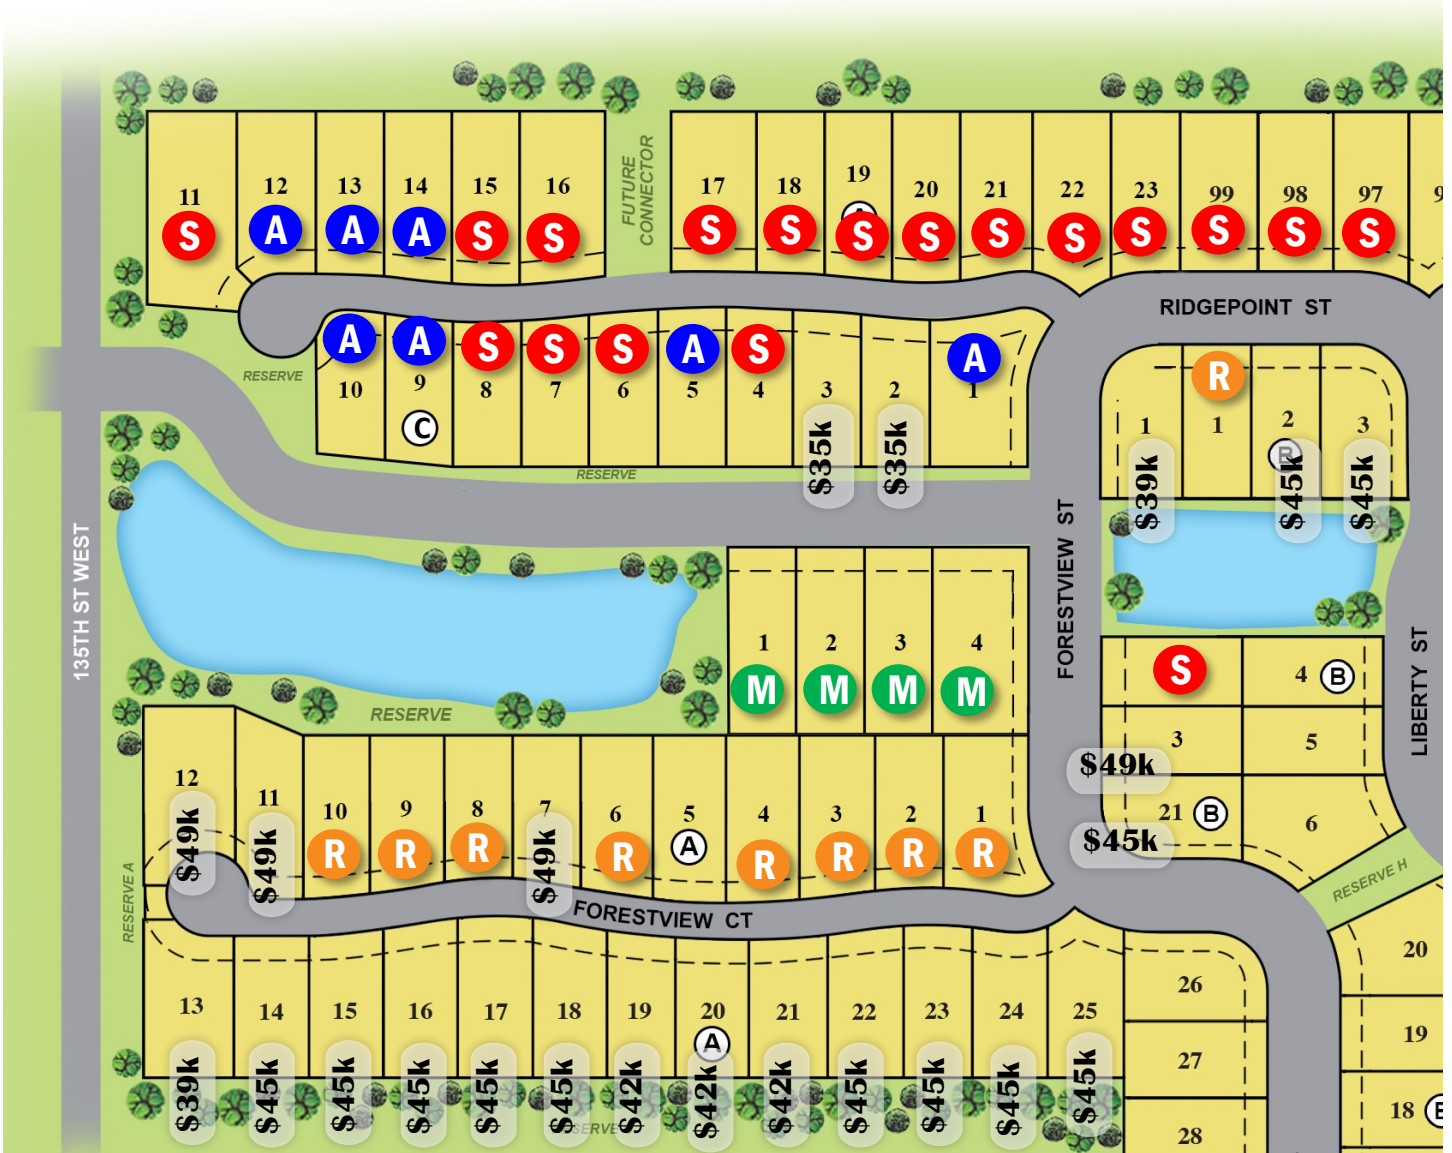 FUTURE
CONNECTOR
11 12 13 14 15 16 17 18 19 20 21 22 23 99 98 97 9
A
S A A A S S S S S S S S S S S S
RIDGEPOINT ST
A A S S S A S A
RESERVE
10 9 8 7 6 5 4 3 2 1
C
$35k $35k
RESERVE
R
1 1 2 3
B
$39k $45k $45k
135TH ST WEST
FORESTVIEW ST
LIBERTY ST
1 2 3 4
M M M M
RESERVE
S
4 B
3 5
$49k
21 B 6
$45k
RESERVE H
12 11 10 9 8 7 6 5 4 3 2 1
$49k $49k R R R $49k R A R R R R
RESERVE A
FORESTVIEW CT
13 14 15 16 17 18 19 20 21 22 23 24 25
A
$39k $45k $45k $45k $45k $45k $42k $42k $42k $45k $45k $45k $45k
RESERVE
26
27
28
20
19
18 B